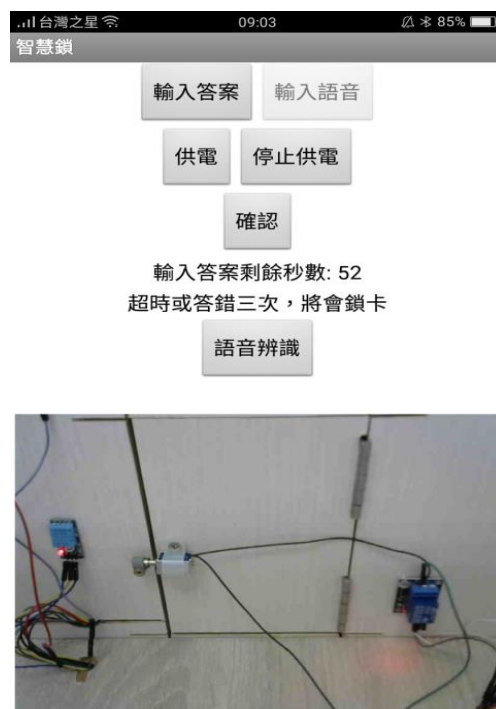 台灣之星 09:03 85%
智慧鎖
輸入答案 輸入語音
供電 停止供電
確認
輸入答案剩餘秒數: 52
超時或答錯三次，將會鎖卡
語音辨識